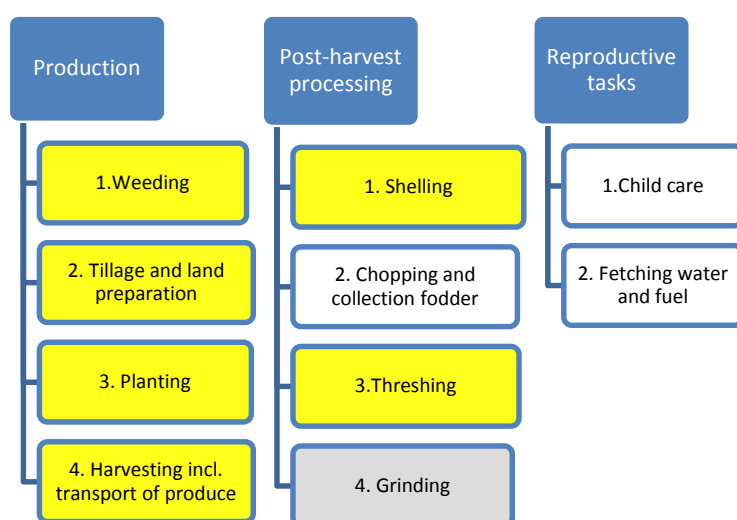 Production
1.Weeding
2. Tillage and land
preparation
3. Planting
4. Harvesting incl.
transport of produce
Post-harvest
processing
1. Shelling
2. Chopping and
collection fodder
3.Threshing
4. Grinding
Reproductive
tasks
1.Child care
2. Fetching water
and fuel